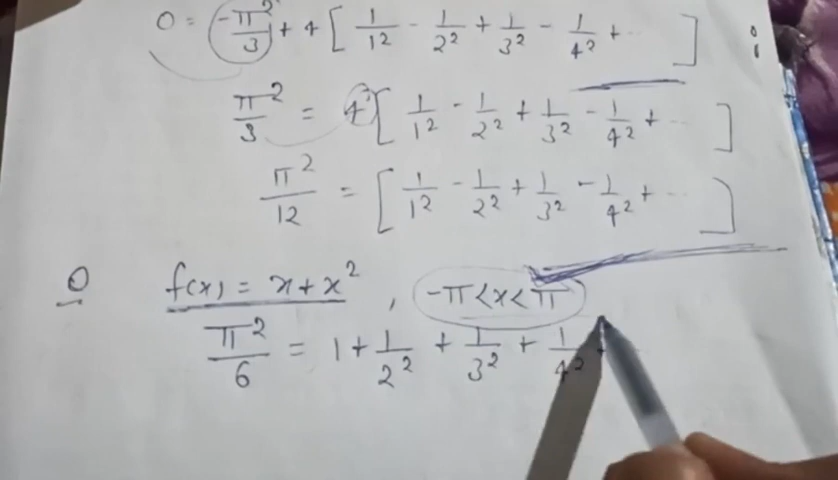 0 = -π²/3 + 4 [ 1/1² - 1/2² + 1/3² - 1/4² + ... ]
π²/3 = 4 [ 1/1² - 1/2² + 1/3² - 1/4² + ... ]
π²/12 = [ 1/1² - 1/2² + 1/3² - 1/4² + ... ]
Q f(x) = x + x² , -π < x < π
π²/6 = 1 + 1/2² + 1/3² + 1/4² +